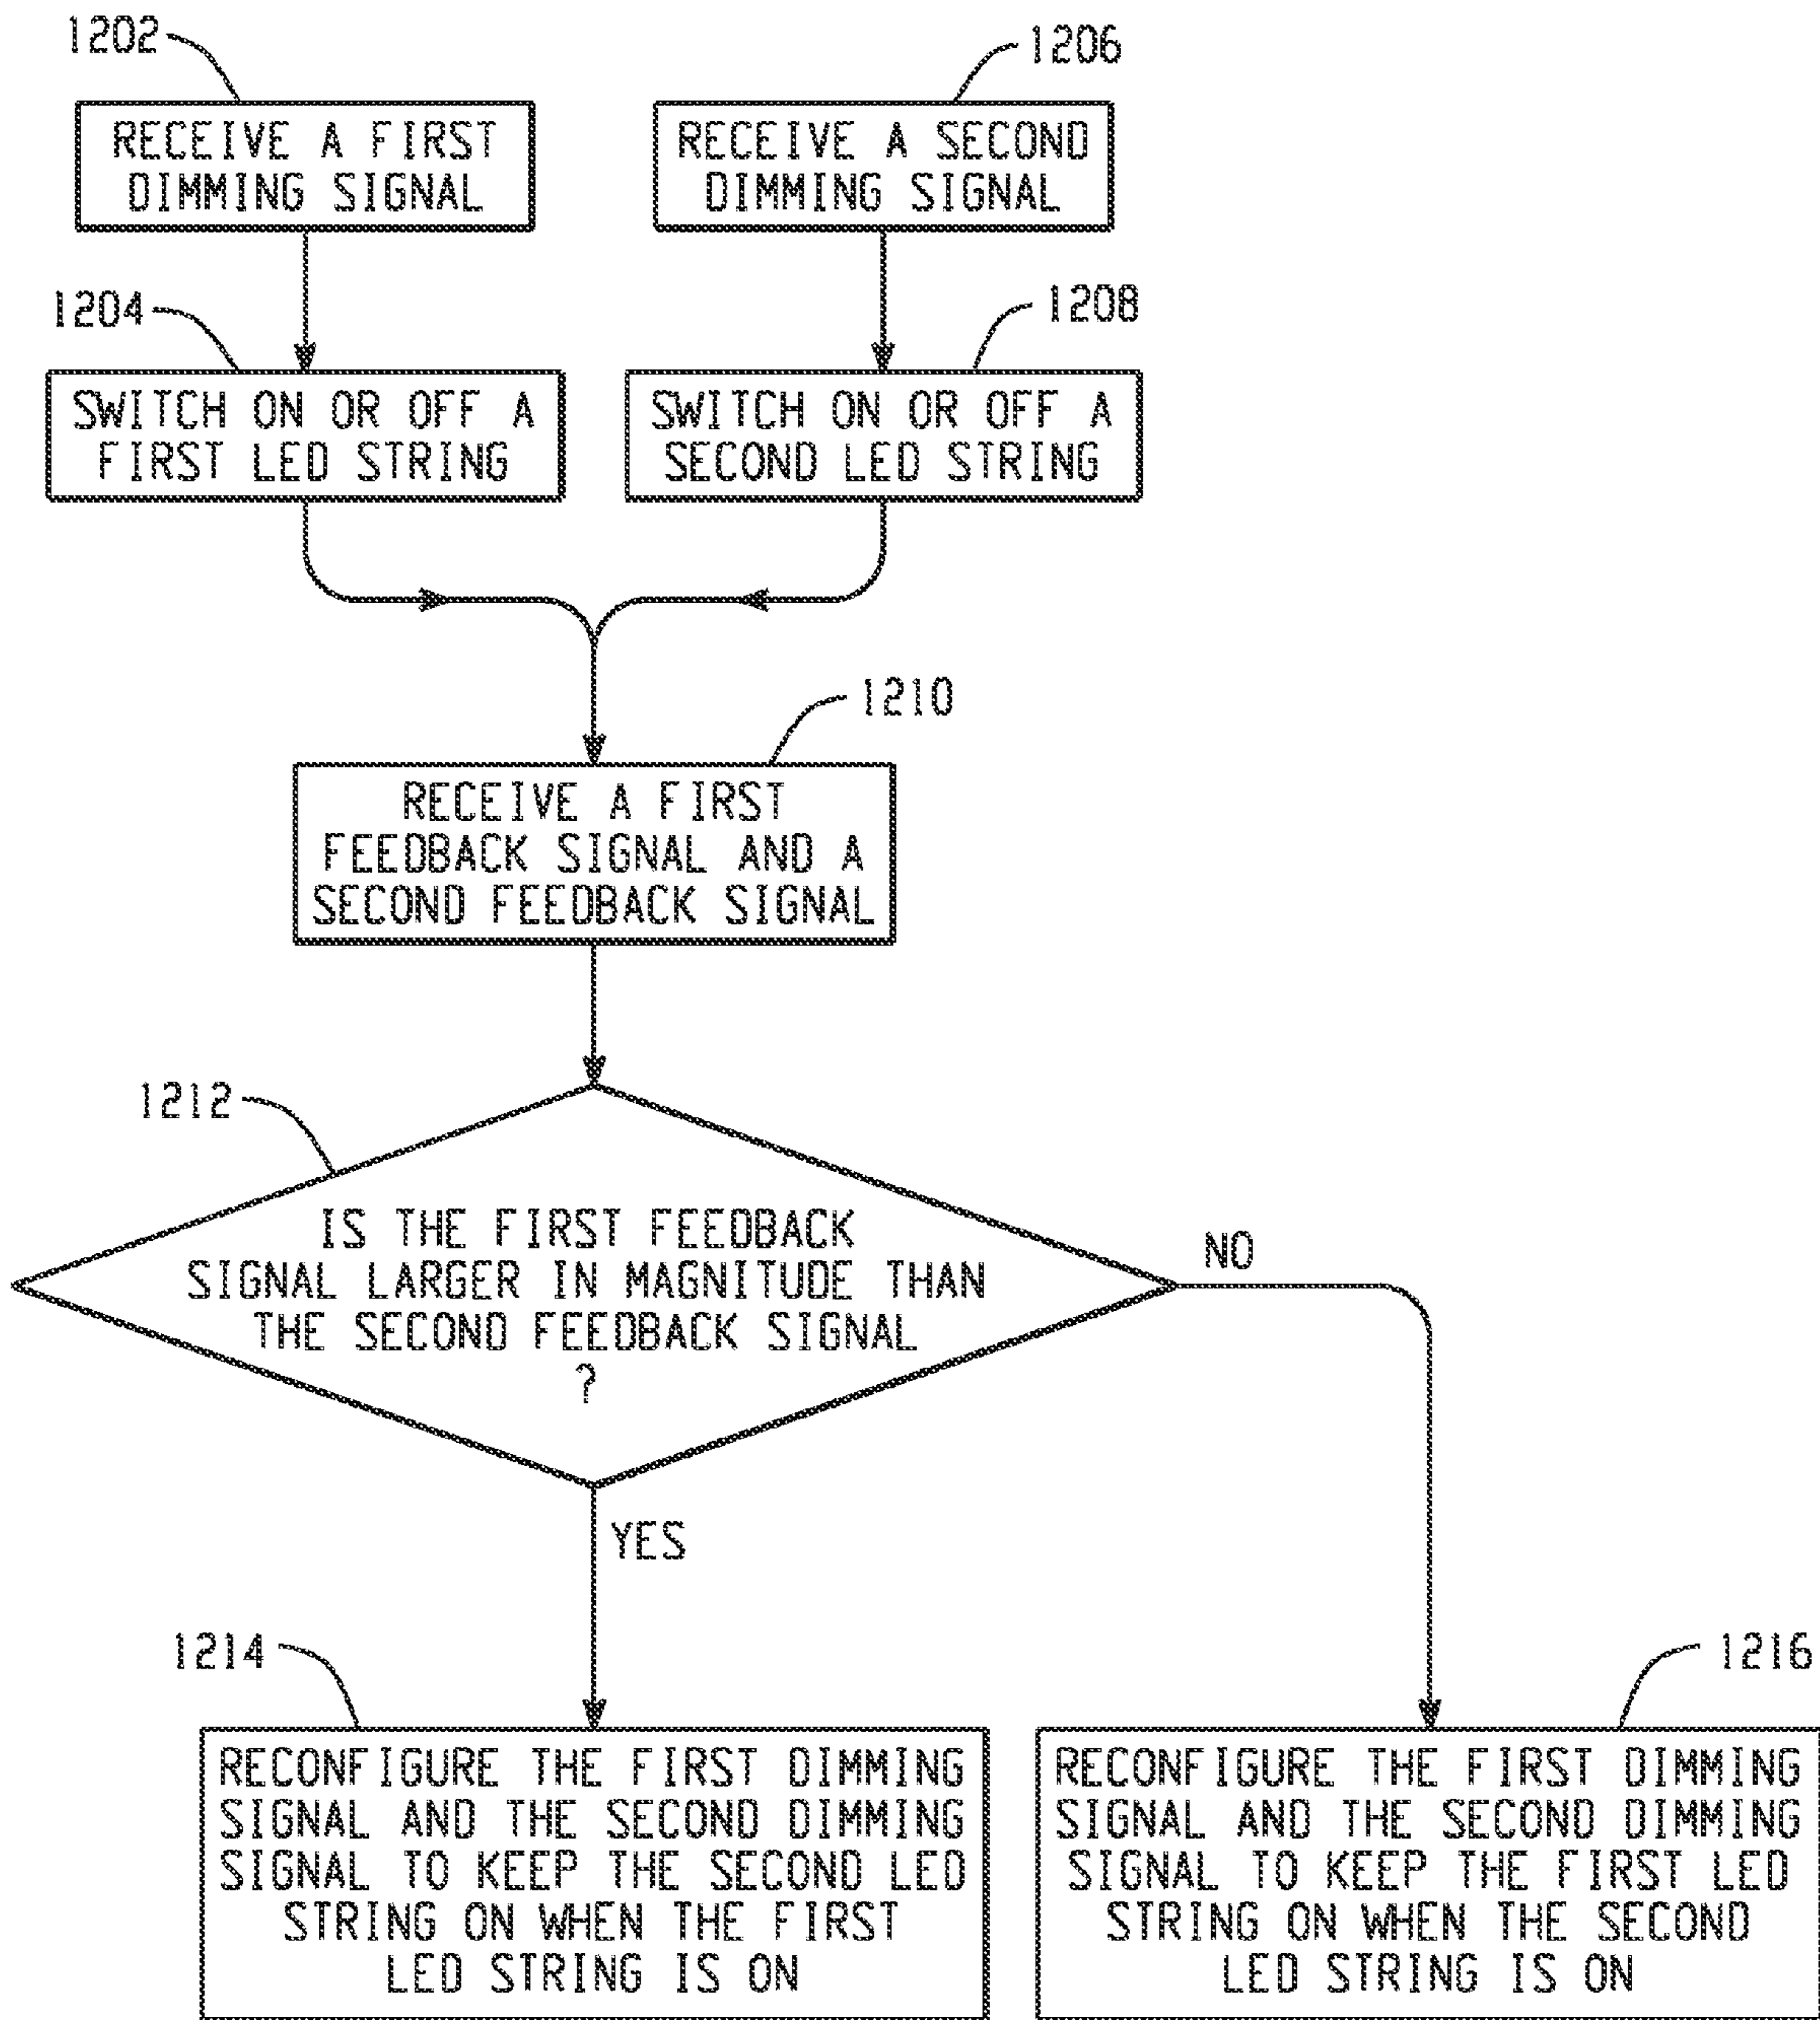 1202
1206
RECEIVE A FIRST
DIMMING SIGNAL
RECEIVE A SECOND
DIMMING SIGNAL
1204
1208
SWITCH ON OR OFF A
FIRST LED STRING
SWITCH ON OR OFF A
SECOND LED STRING
1210
RECEIVE A FIRST
FEEDBACK SIGNAL AND A
SECOND FEEDBACK SIGNAL
1212
IS THE FIRST FEEDBACK
SIGNAL LARGER IN MAGNITUDE THAN
THE SECOND FEEDBACK SIGNAL
?
NO
YES
1214
1216
RECONFIGURE THE FIRST DIMMING
SIGNAL AND THE SECOND DIMMING
SIGNAL TO KEEP THE SECOND LED
STRING ON WHEN THE FIRST
LED STRING IS ON
RECONFIGURE THE FIRST DIMMING
SIGNAL AND THE SECOND DIMMING
SIGNAL TO KEEP THE FIRST LED
STRING ON WHEN THE SECOND
LED STRING IS ON